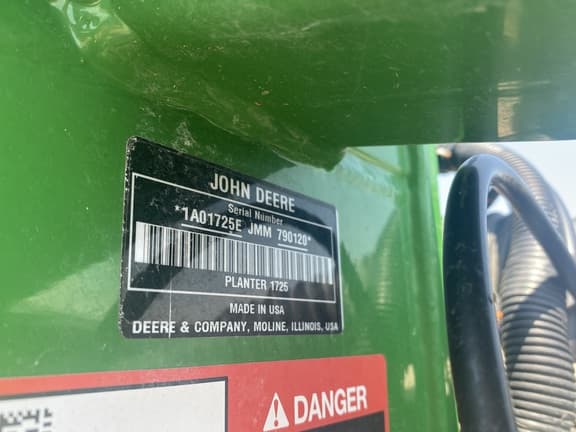 JOHN DEERE
Serial Number
*1A01725E JMM 790120*
PLANTER 1725
MADE IN USA
DEERE & COMPANY, MOLINE, ILLINOIS, USA
DANGER